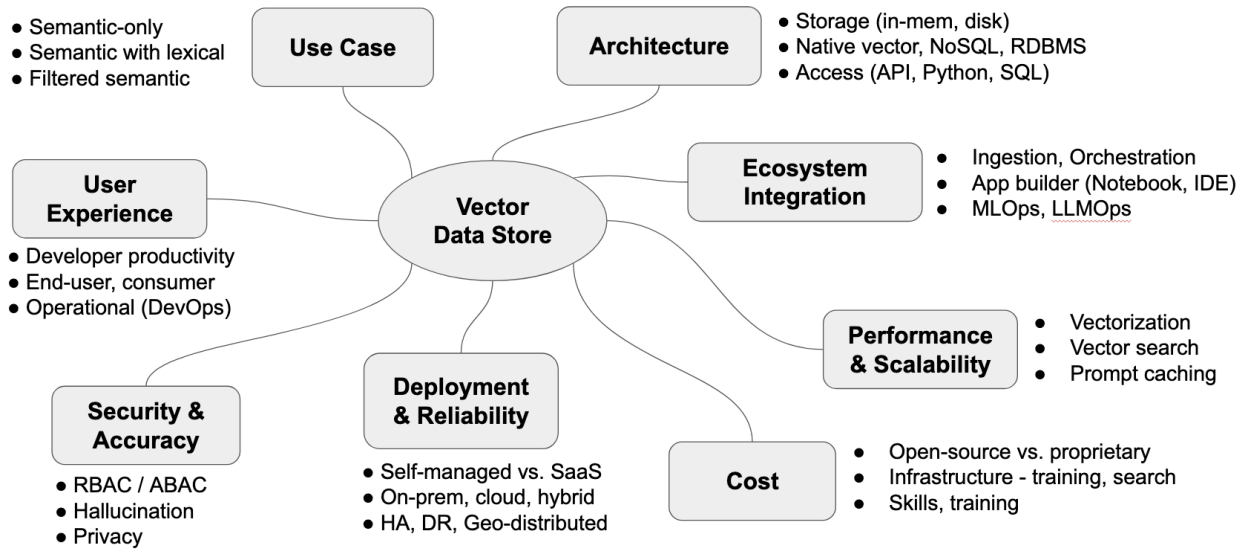 ● Semantic-only
● Semantic with lexical
● Filtered semantic
Use Case
Architecture
● Storage (in-mem, disk)
● Native vector, NoSQL, RDBMS
● Access (API, Python, SQL)
User
Experience
● Developer productivity
● End-user, consumer
● Operational (DevOps)
Vector
Data Store
Ecosystem
Integration
● Ingestion, Orchestration
● App builder (Notebook, IDE)
● MLOps, LLMOps
Performance
& Scalability
● Vectorization
● Vector search
● Prompt caching
Security &
Accuracy
● RBAC / ABAC
● Hallucination
● Privacy
Deployment
& Reliability
● Self-managed vs. SaaS
● On-prem, cloud, hybrid
● HA, DR, Geo-distributed
Cost
● Open-source vs. proprietary
● Infrastructure - training, search
● Skills, training